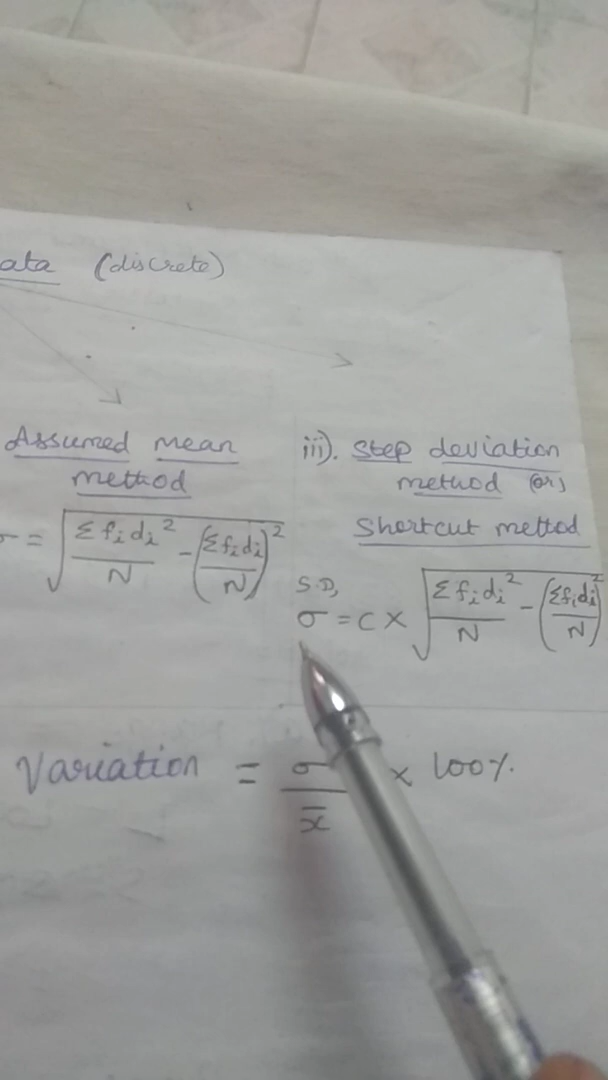 ata (discrete)
Assumed mean
method
σ = √(Σfᵢdᵢ²/N - (Σfᵢdᵢ/N)²)
iii). Step deviation
method (or)
Shortcut method
S.D,
σ = C × √(Σfᵢdᵢ²/N - (Σfᵢdᵢ/N)²)
Variation = σ/x̄ × 100%.